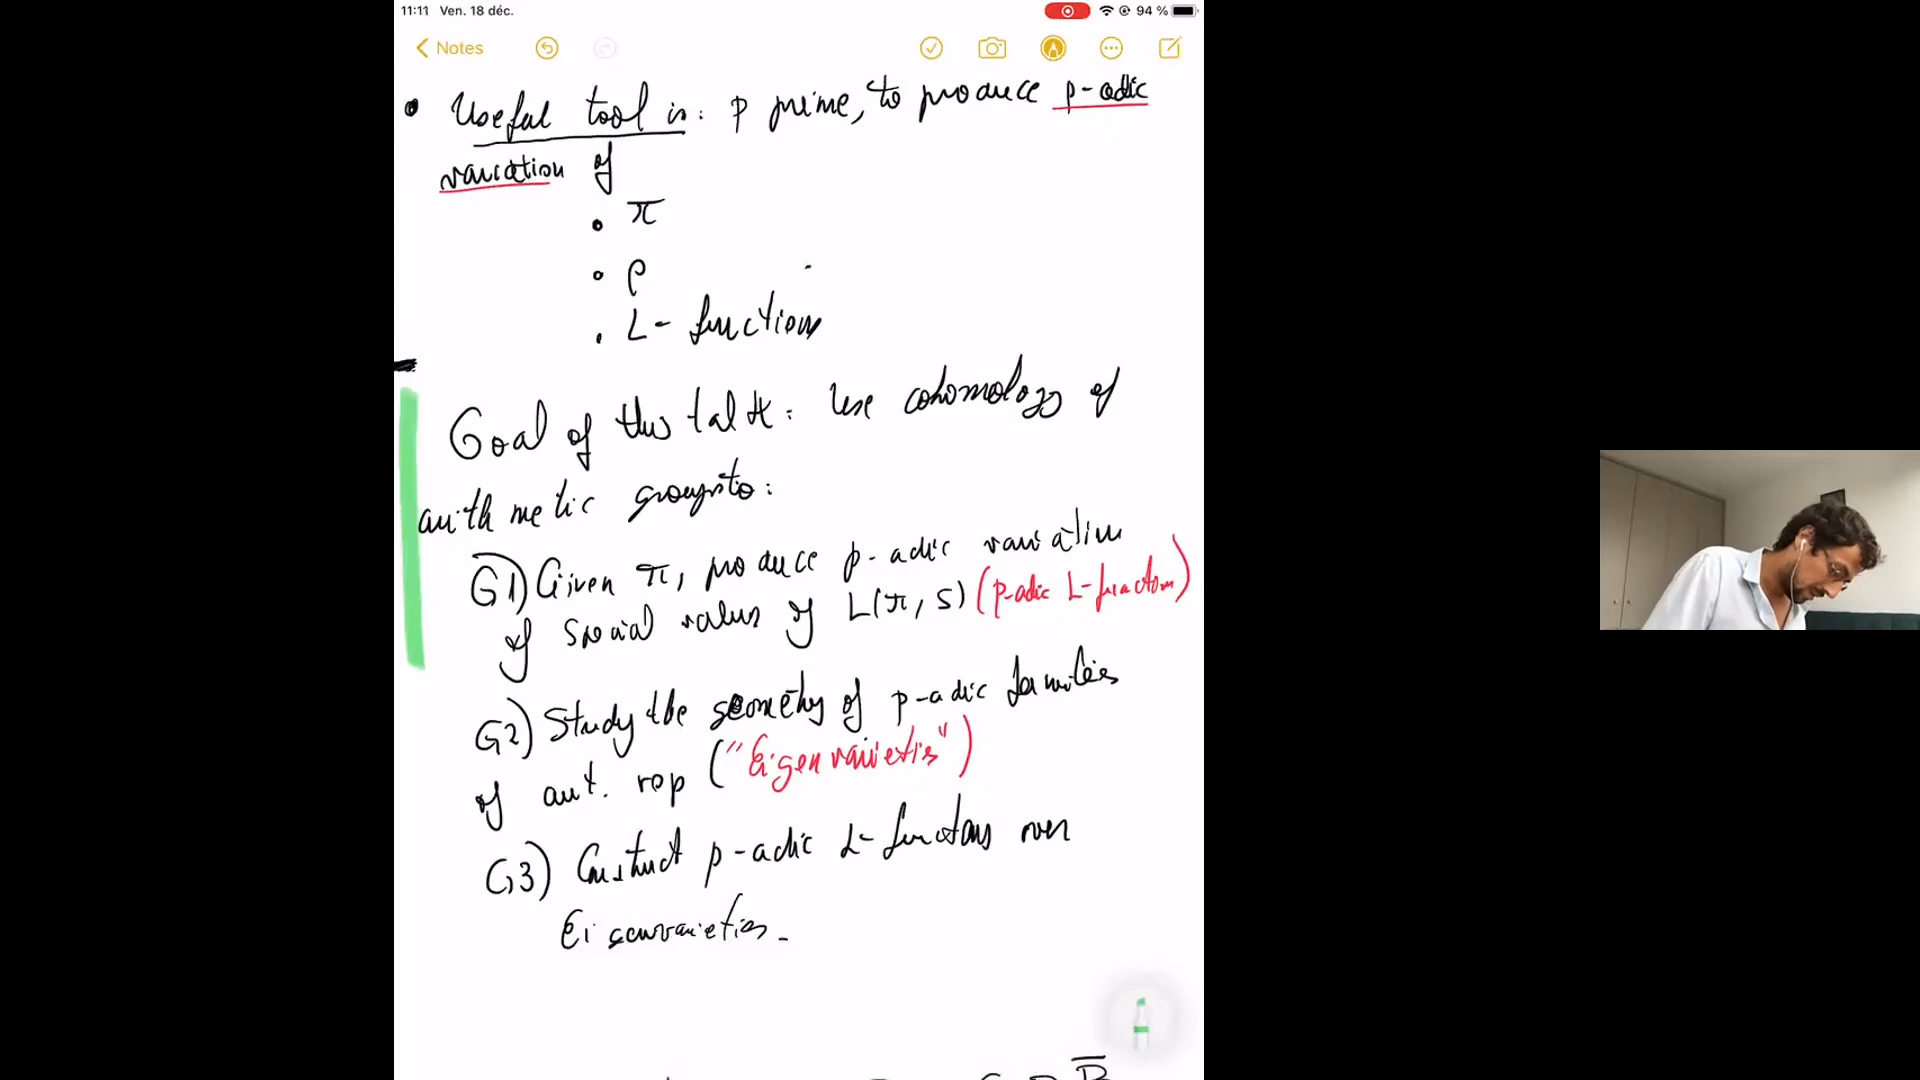 11:11 Ven. 18 déc.
94 %
Notes
• Useful tool is: p prime, to produce p-adic
variation of
• π
• ρ
• L-function
Goal of this talk: Use cohomology of
arithmetic groups to:
G1) Given π, produce p-adic variation
of special values of L(π, s) (p-adic L-function)
G2) Study the geometry of p-adic families
of aut. rep ("Eigenvarieties")
G3) Construct p-adic L-functions over
Eigenvarieties.